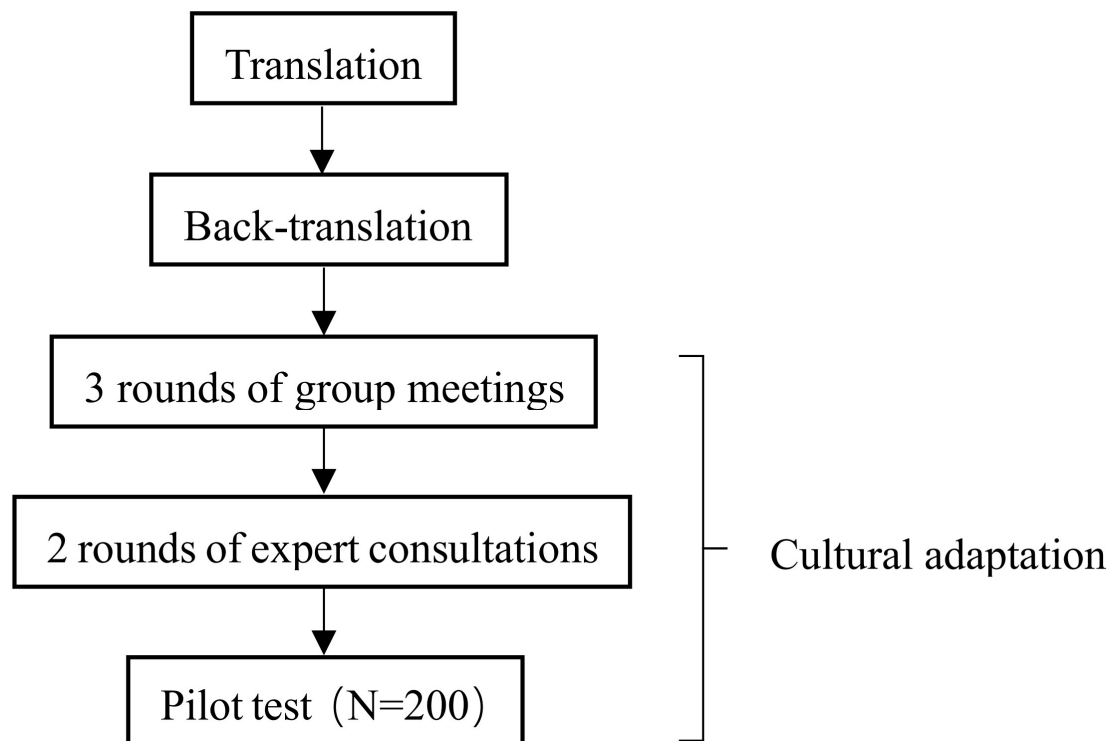 Translation
Back-translation
3 rounds of group meetings
2 rounds of expert consultations
Cultural adaptation
Pilot test（N=200）